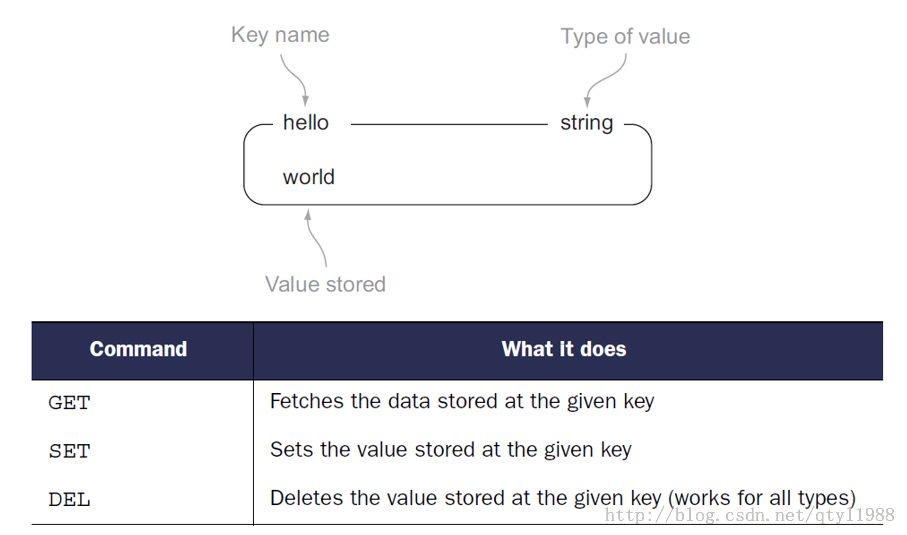 Key name
Type of value
hello
string
world
Value stored
Command
What it does
GET
Fetches the data stored at the given key
SET
Sets the value stored at the given key
DEL
Deletes the value stored at the given key (works for all types)
http://blog.csdn.net/qtyl1988